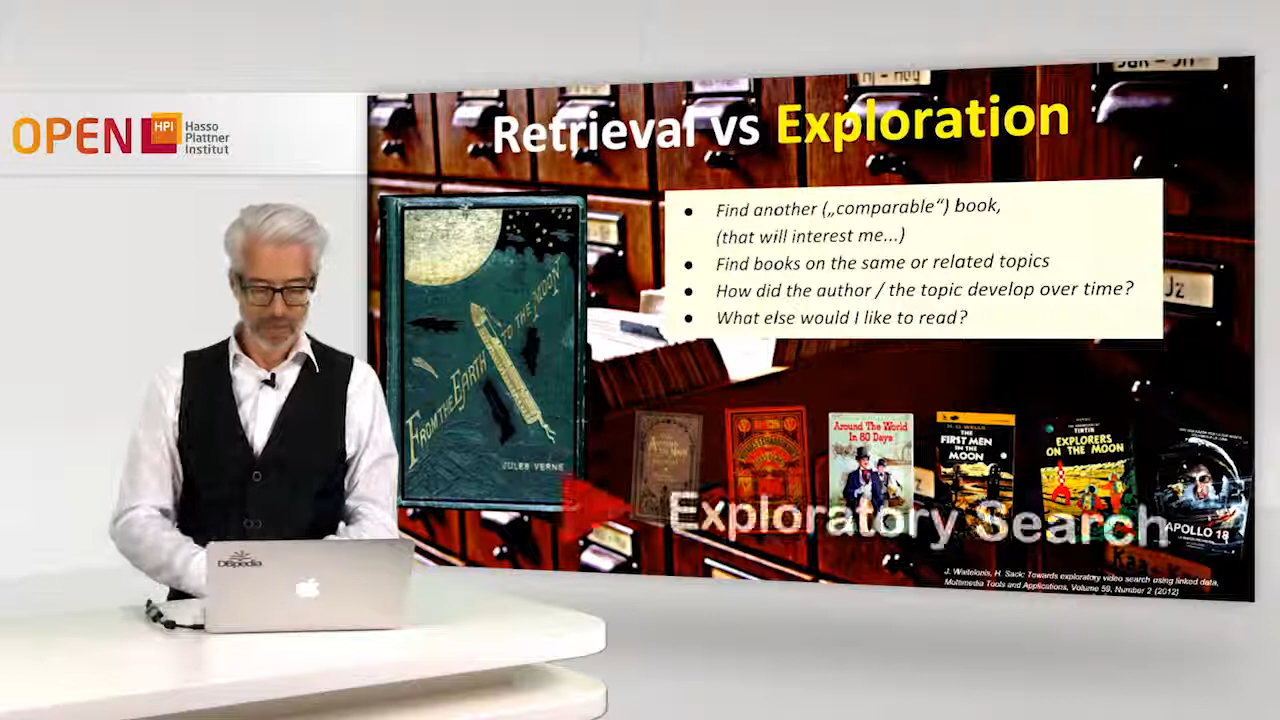 OPEN
HPI
Hasso
Plattner
Institut
Retrieval vs Exploration
• Find another („comparable“) book,
(that will interest me...)
• Find books on the same or related topics
• How did the author / the topic develop over time?
• What else would I like to read?
FROM THE EARTH TO THE MOON
JULES VERNE
Around The World
In 80 Days
H. G. WELLS
THE
FIRST MEN
IN THE
MOON
TINTIN
EXPLORERS
ON THE MOON
APOLLO 18
Exploratory Search
J. Waitelonis, H. Sack: Towards exploratory video search using linked data,
Multimedia Tools and Applications, Volume 59, Number 2 (2012)
DBpedia